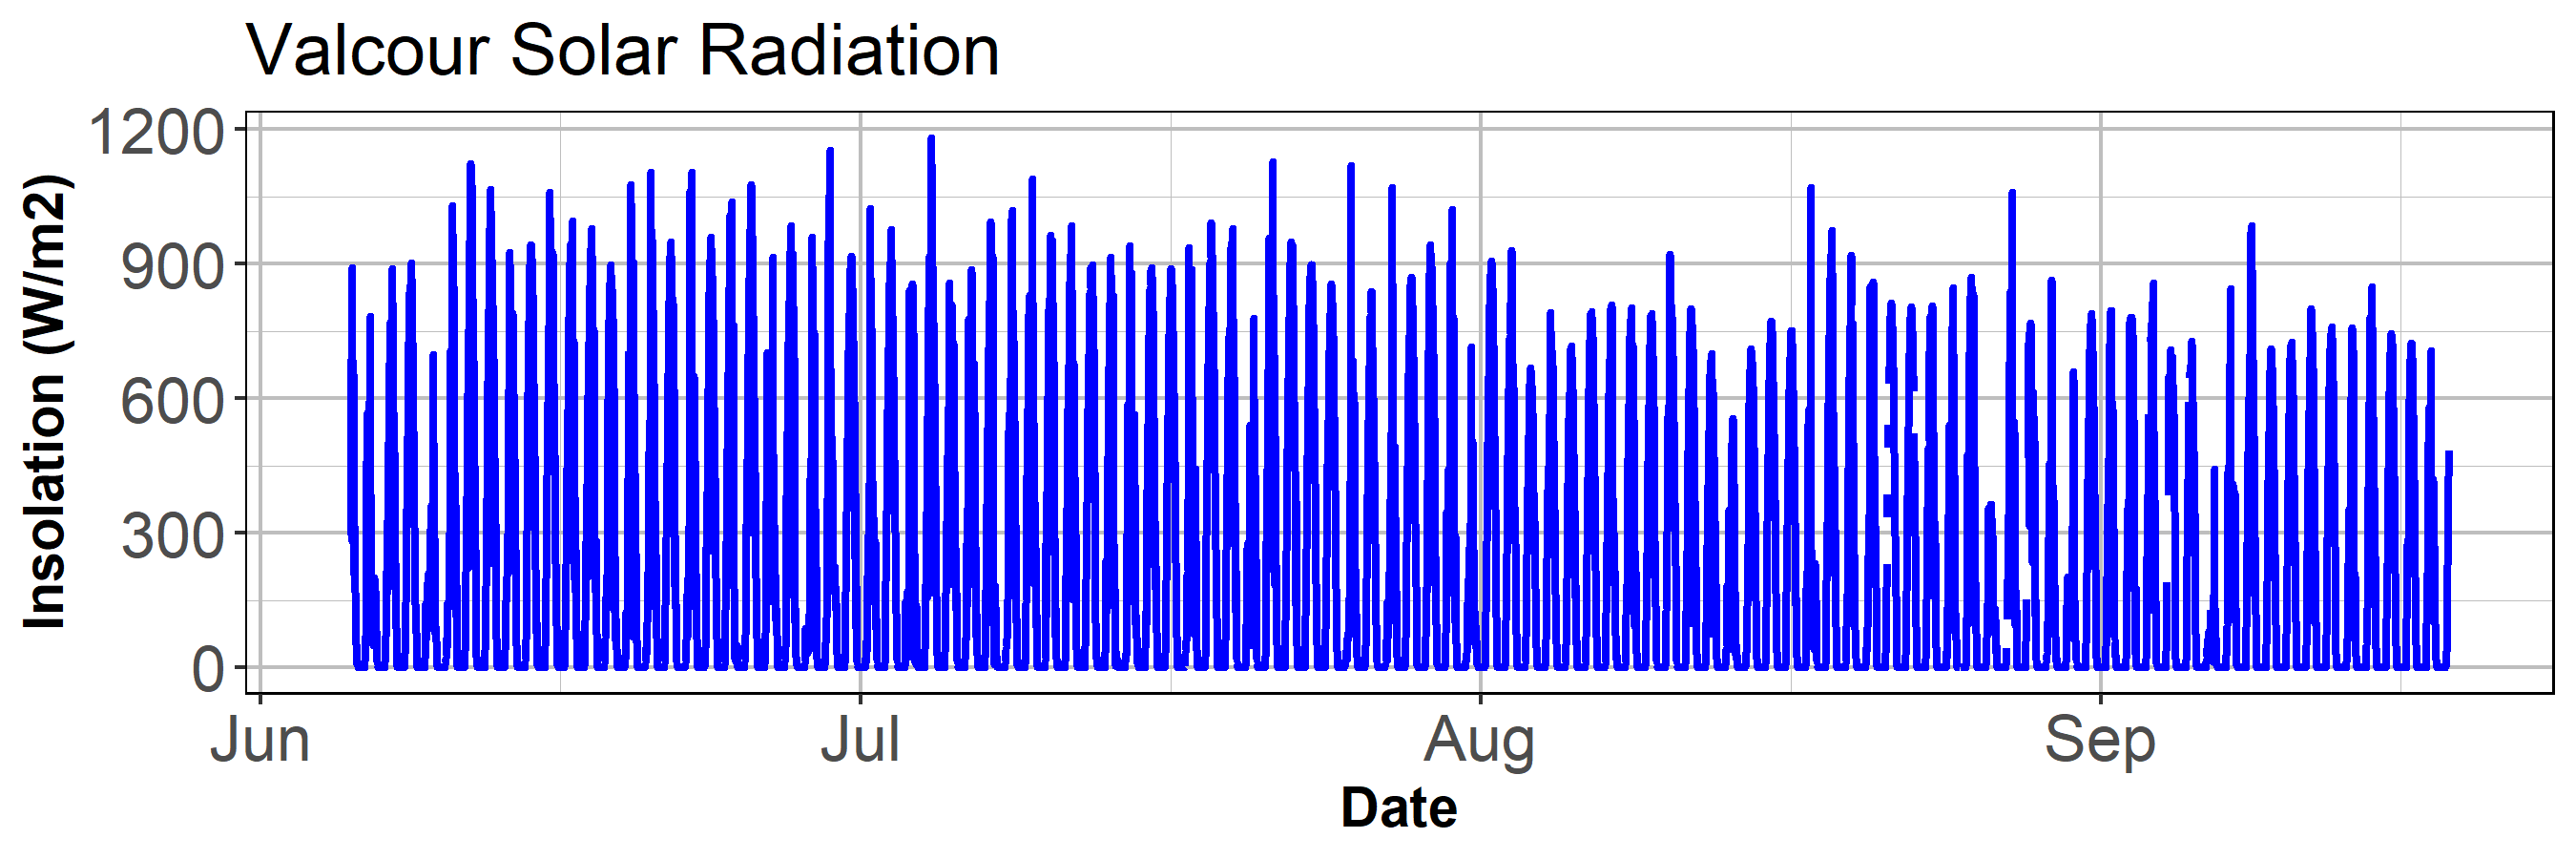 Valcour Solar Radiation
1200
900
600
300
0
Insolation (W/m2)
Jun Jul Aug Sep
Date